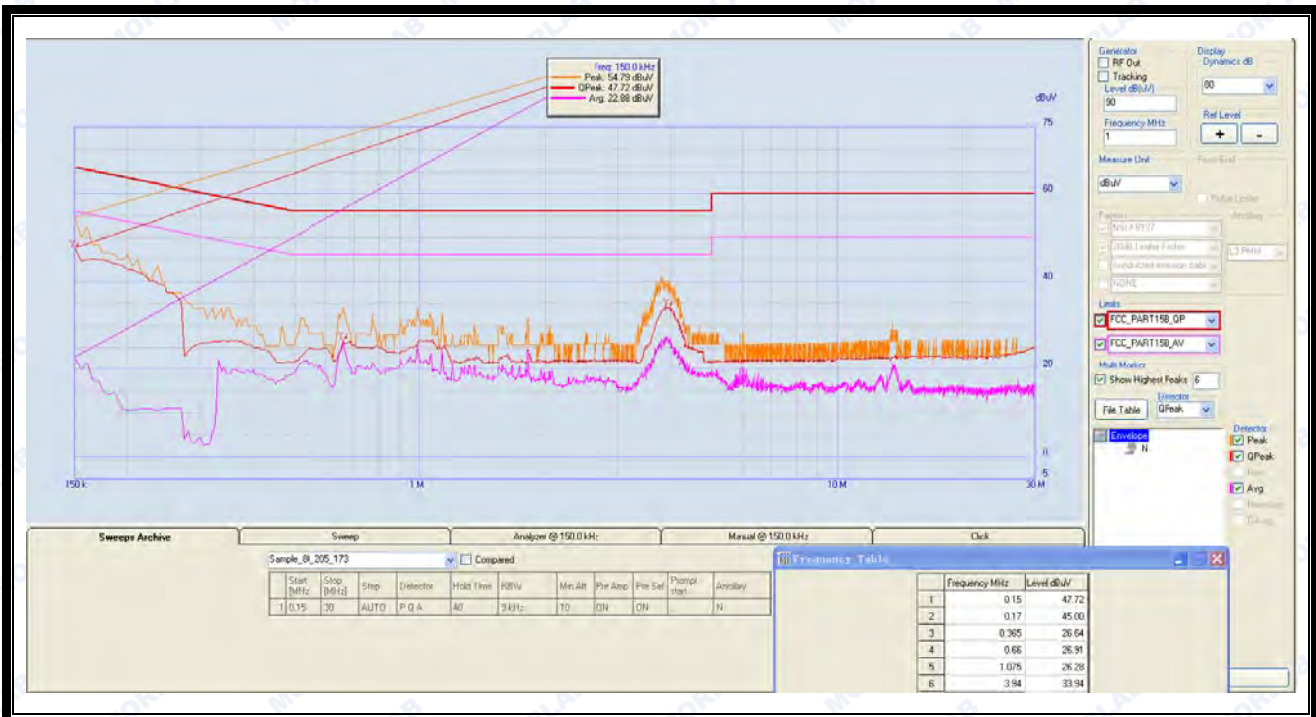 Freq: 150.0 kHz
Peak: 54.79 dBuV
QPeak: 47.72 dBuV
Avg: 22.88 dBuV
dBuV
75
60
40
20
0
5
150 k
1 M
10 M
30 M
Generator
RF Out
Tracking
Level dB(uV)
90
Frequency MHz
1
Display
Dynamics dB
80
Ref Level
+ -
Measure Unit
dBuV
Pulse Limiter
Factors
Ancillary
NONE
Limits
FCC_PART15B_QP
FCC_PART15B_AV
Multi Marker
Show Highest Peaks 6
File Table
Detector
QPeak
Envelope
N
Detector
Peak
QPeak
Avg
Sweeps Archive Sweep Analyzer @ 150.0 kHz Manual @ 150.0 kHz Click
Sample_8I_205_173 Compared
Start [MHz] Stop [MHz] Step Detector Hold Time RBW Min.Att Pre Amp Pre Sel Prompt start Ancillary
1 0.15 30 AUTO P Q A 40 9 kHz 10 ON ON N
Frequency Table
Frequency MHz Level dBuV
1 0.15 47.72
2 0.17 45.00
3 0.365 26.64
4 0.66 26.91
5 1.075 26.28
6 3.94 33.94